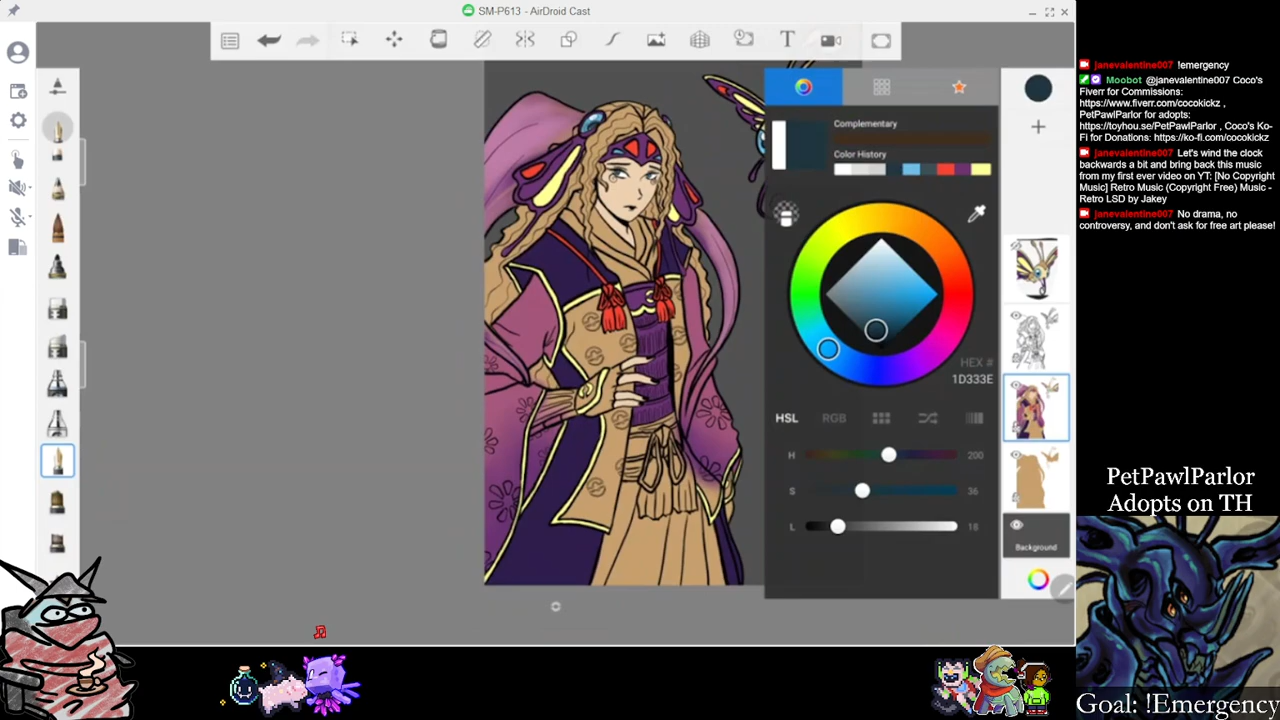 SM-P613 - AirDroid Cast
T
Complementary
Color History
HEX #
1D333E
HSL
RGB
H
200
S
36
L
18
Background
janevalentine007 !emergency
Moobot @janevalentine007 Coco's
Fiverr for Commissions:
https://www.fiverr.com/cocokickz ,
PetPawlParlor for adopts:
https://toyhou.se/PetPawlParlor , Coco's Ko-
Fi for Donations: https://ko-fi.com/cocokickz
janevalentine007 Let's wind the clock
backwards a bit and bring back this music
from my first ever video on YT: [No Copyright
Music] Retro Music (Copyright Free) Music -
Retro LSD by Jakey
janevalentine007 No drama, no
controversy, and don't ask for free art please!
PetPawlParlor
Adopts on TH
Goal: !Emergency